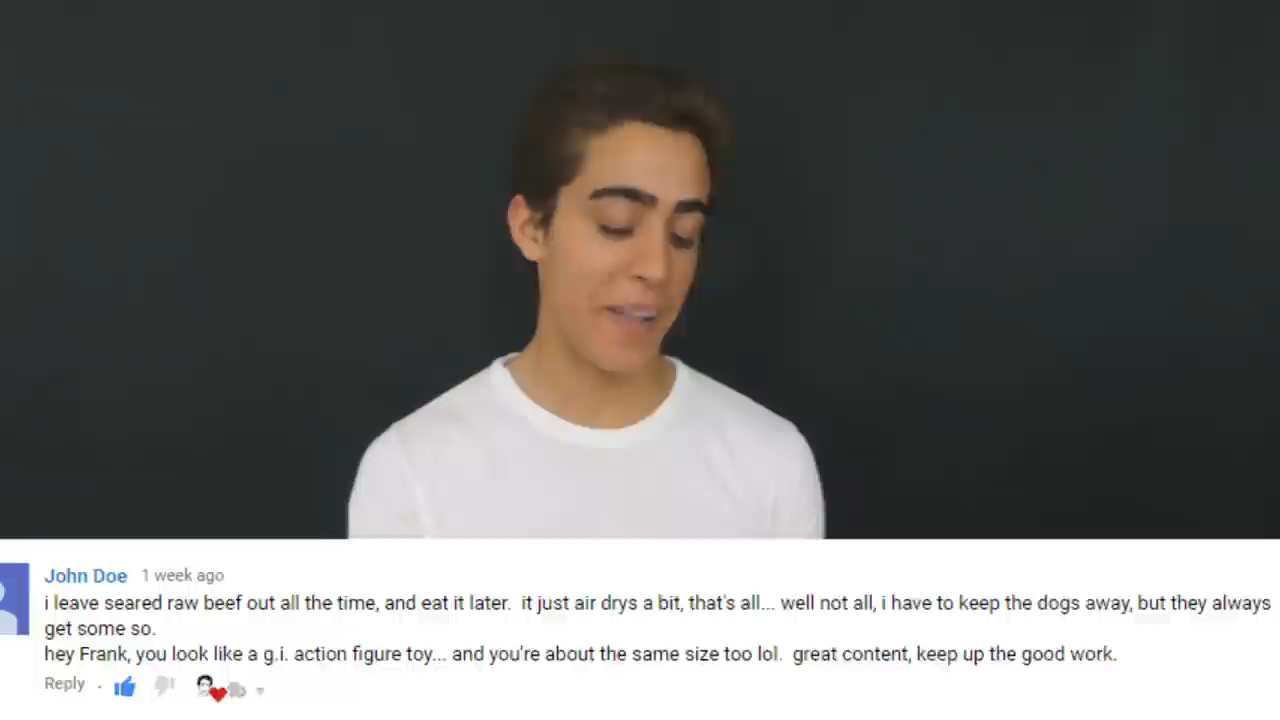 John Doe 1 week ago
i leave seared raw beef out all the time, and eat it later.  it just air drys a bit, that's all... well not all, i have to keep the dogs away, but they always
get some so.
hey Frank, you look like a g.i. action figure toy... and you're about the same size too lol.  great content, keep up the good work.
Reply